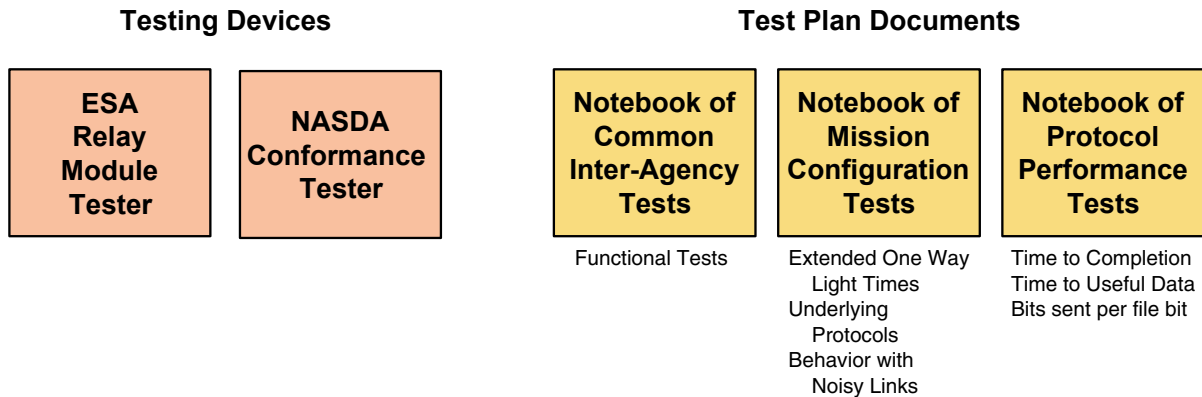 Testing Devices
Test Plan Documents
ESA
Relay
Module
Tester
NASDA
Conformance
Tester
Notebook of
Common
Inter-Agency
Tests
Functional Tests
Notebook of
Mission
Configuration
Tests
Extended One Way
Light Times
Underlying
Protocols
Behavior with
Noisy Links
Notebook of
Protocol
Performance
Tests
Time to Completion
Time to Useful Data
Bits sent per file bit